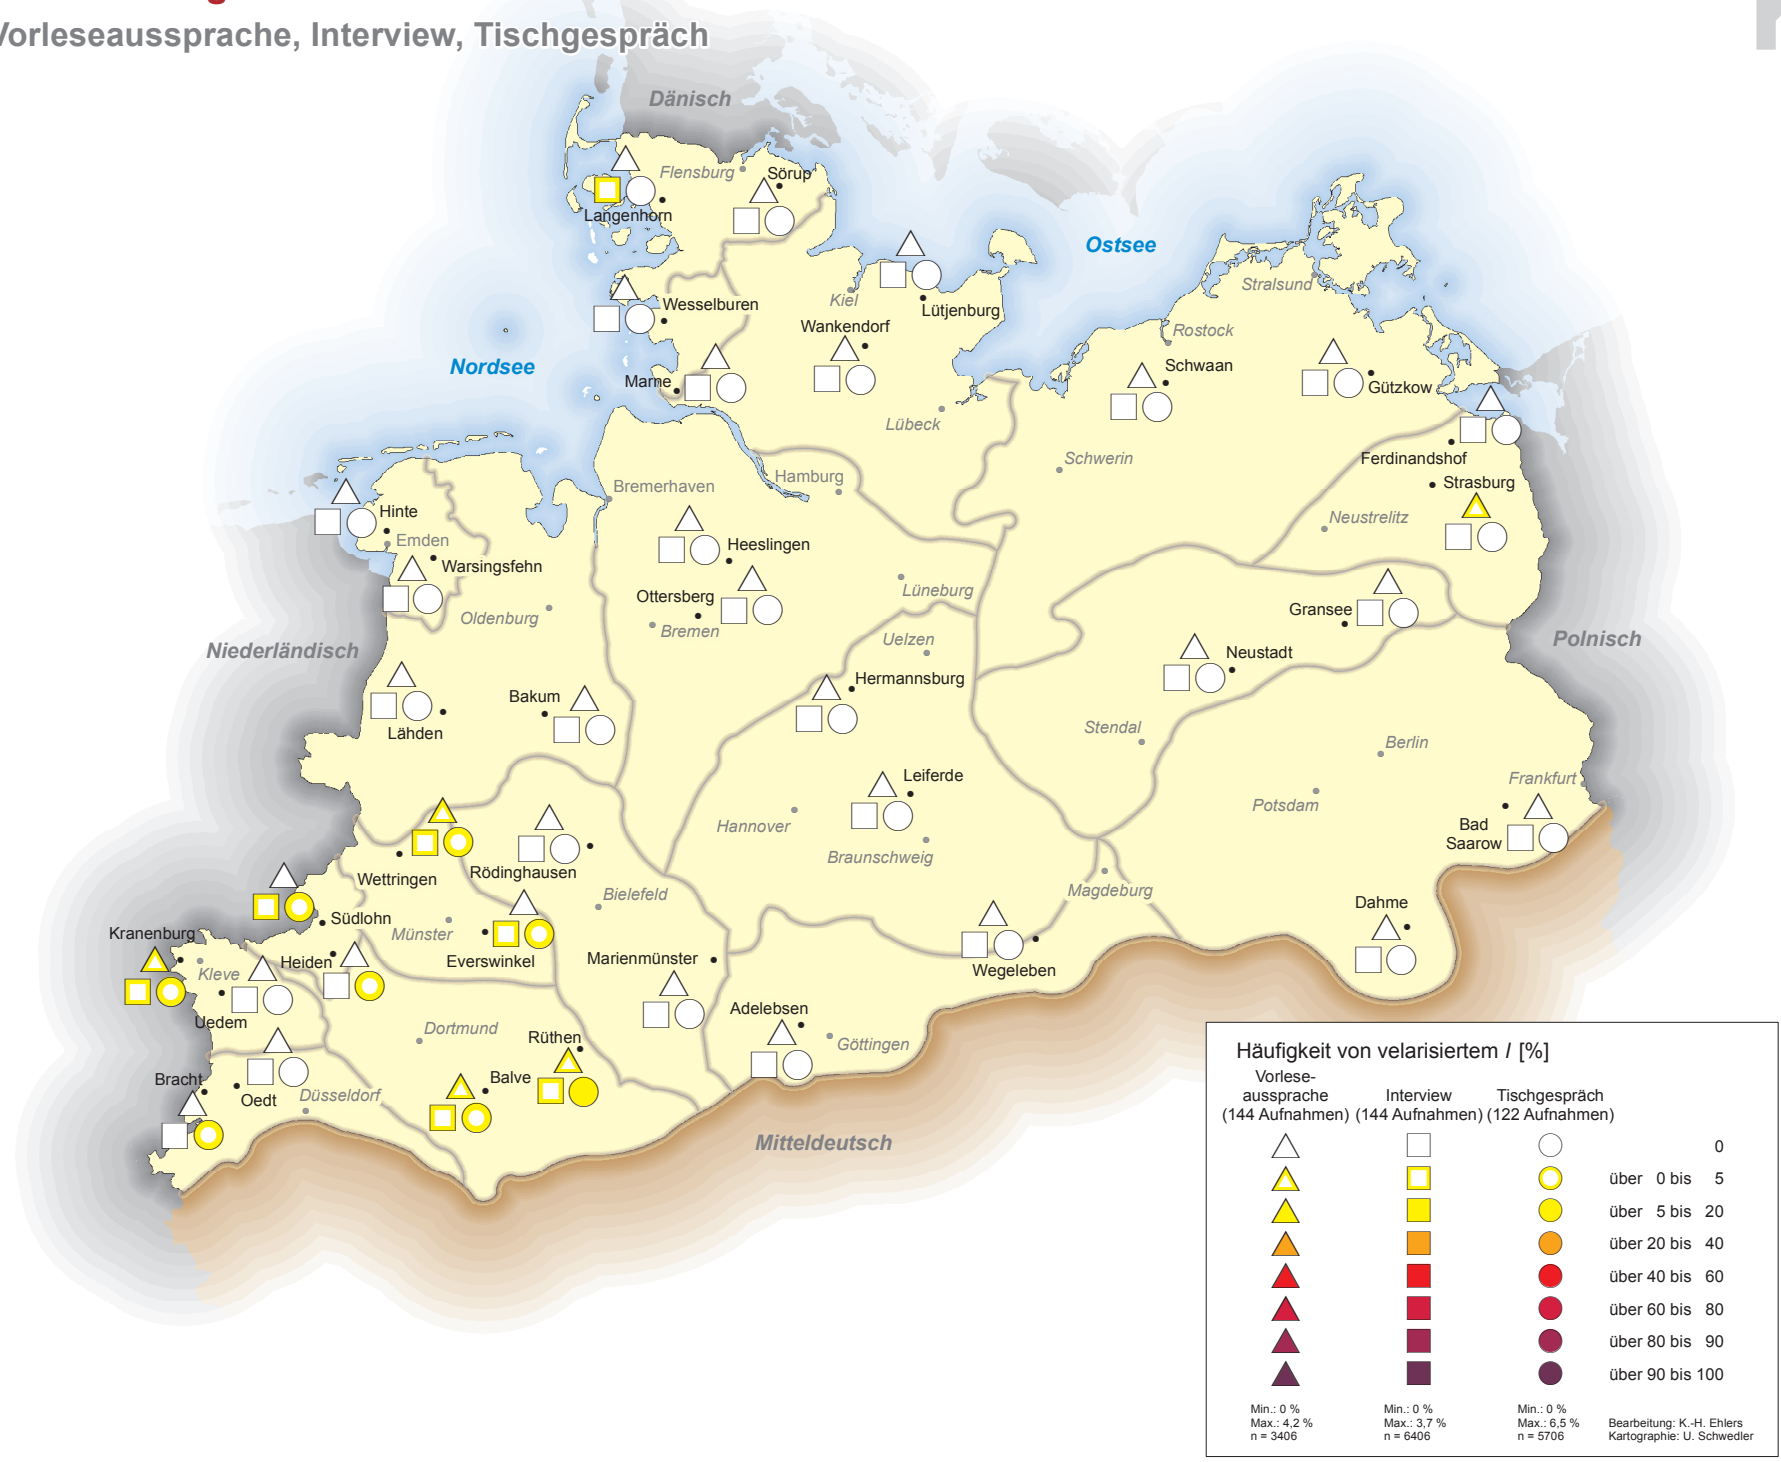 Vorleseaussprache, Interview, Tischgespräch
Dänisch
Flensburg
Sörup
Langenhorn
Ostsee
Kiel
Lütjenburg
Wesselburen
Wankendorf
Stralsund
Rostock
Schwaan
Nordsee
Marne
Gützkow
Lübeck
Schwerin
Ferdinandshof
Hamburg
Bremerhaven
Strasburg
Hinte
Neustrelitz
Emden
Heeslingen
Warsingsfehn
Lüneburg
Ottersberg
Gransee
Oldenburg
Bremen
Uelzen
Polnisch
Niederländisch
Neustadt
Hermannsburg
Bakum
Stendal
Lähden
Berlin
Leiferde
Frankfurt
Potsdam
Hannover
Bad
Saarow
Braunschweig
Rödinghausen
Wettringen
Magdeburg
Bielefeld
Dahme
Südlohn
Kranenburg
Münster
Heiden
Everswinkel
Marienmünster
Kleve
Wegeleben
Uedem
Adelebsen
Dortmund
Rüthen
Göttingen
Bracht
Balve
Oedt
Düsseldorf
Mitteldeutsch
Häufigkeit von velarisiertem l [%]
Vorlese-
aussprache Interview Tischgespräch
(144 Aufnahmen) (144 Aufnahmen) (122 Aufnahmen)
0
über 0 bis 5
über 5 bis 20
über 20 bis 40
über 40 bis 60
über 60 bis 80
über 80 bis 90
über 90 bis 100
Min.: 0 % Min.: 0 % Min.: 0 %
Max.: 4,2 % Max.: 3,7 % Max.: 6,5 % Bearbeitung: K.-H. Ehlers
n = 3406 n = 6406 n = 5706 Kartographie: U. Schwedler